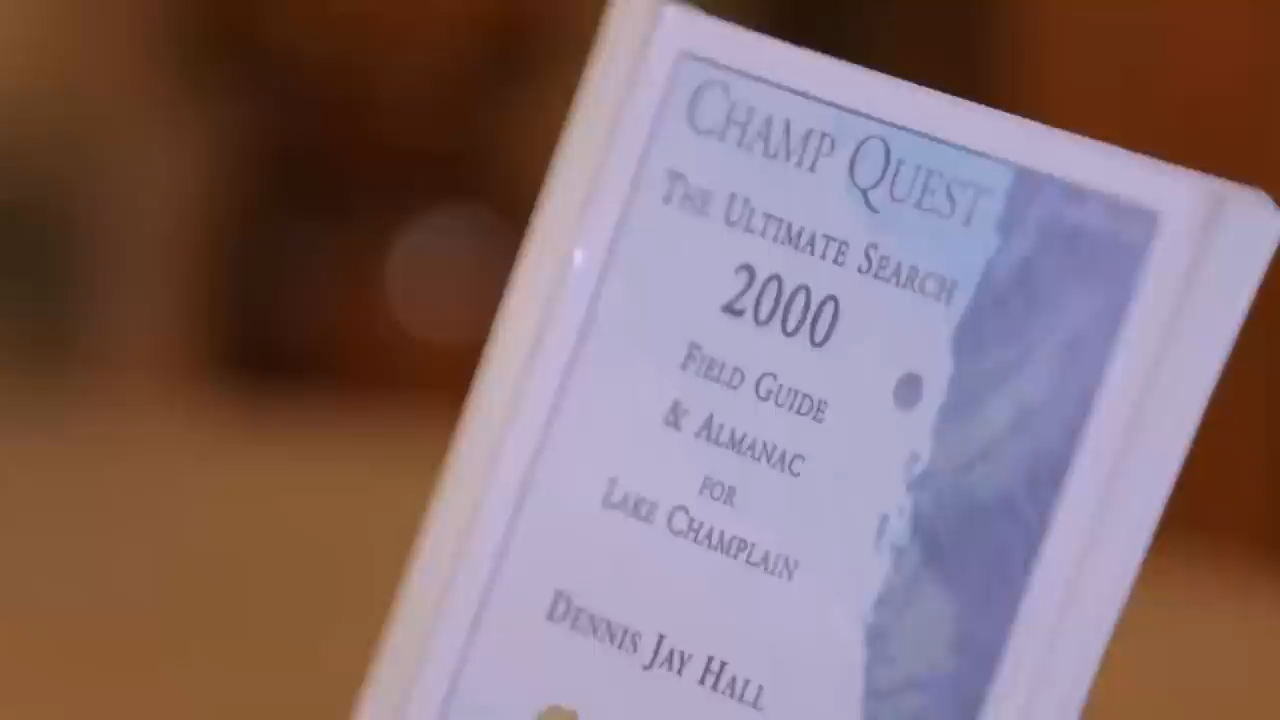 CHAMP QUEST
THE ULTIMATE SEARCH
2000
FIELD GUIDE
& ALMANAC
FOR
LAKE CHAMPLAIN
DENNIS JAY HALL